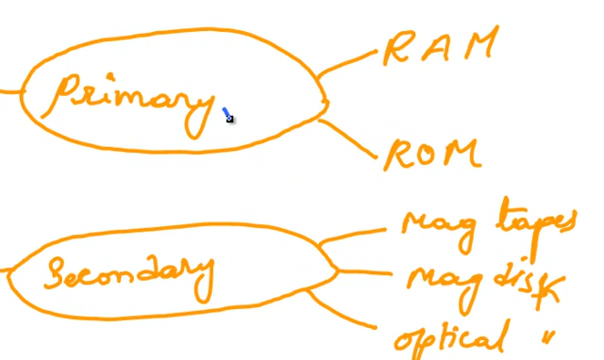 Primary
RAM
ROM
Secondary
Mag tapes
Mag disk
optical "